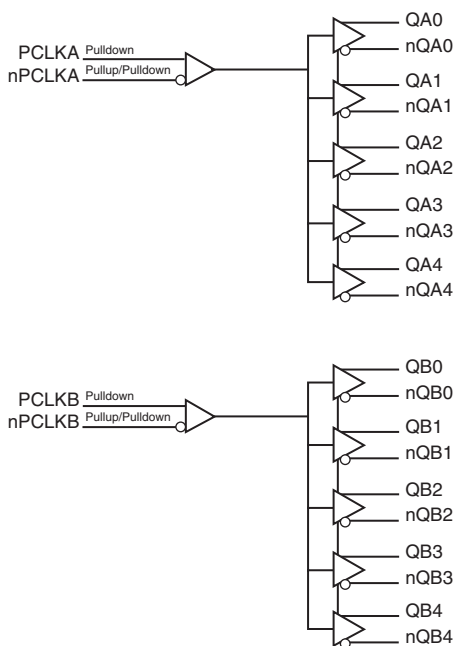 PCLKA Pulldown
nPCLKA Pullup/Pulldown
QA0
nQA0
QA1
nQA1
QA2
nQA2
QA3
nQA3
QA4
nQA4
PCLKB Pulldown
nPCLKB Pullup/Pulldown
QB0
nQB0
QB1
nQB1
QB2
nQB2
QB3
nQB3
QB4
nQB4